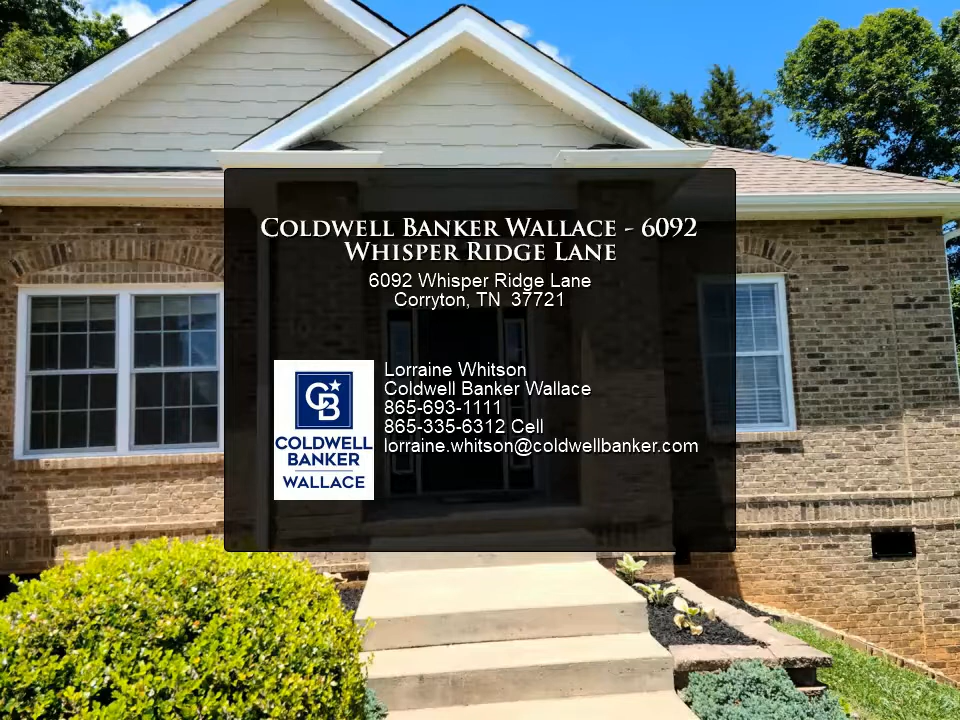 Coldwell Banker Wallace - 6092
Whisper Ridge Lane
6092 Whisper Ridge Lane
Corryton, TN  37721
Lorraine Whitson
Coldwell Banker Wallace
865-693-1111
865-335-6312 Cell
lorraine.whitson@coldwellbanker.com
CB
COLDWELL
BANKER
WALLACE